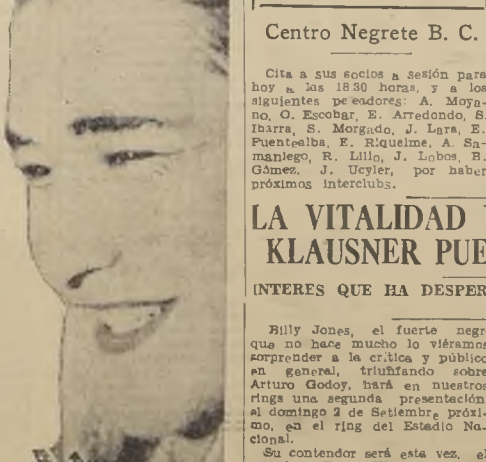 Centro Negrete B. C.
Cita a sus socios a sesión para
hoy a las 18 30 horas, y a los
siguientes pe eadores: A. Moya-
no, O. Escobar, E. Arredondo, S.
Ibarra, S. Morgado, J. Lara, E.
Fuentealba, E. Riquelme, A. Sa-
maniego, R. Lillo, J. Lobos, B.
Gómez, J. Ucyler, por haber
próximos interclubs.
LA VITALIDAD
KLAUSNER PUE
INTERES QUE HA DESPER
Billy Jones, el fuerte negr
que no hace mucho lo viéramos
sorprender a la crítica y público
en general, triunfando sobre
Arturo Godoy, hará en nuestros
rings una segunda presentación
el domingo 2 de Setiembre próxi-
mo, en el ring del Estadio Na-
cional.
Su contendor será esta vez, el